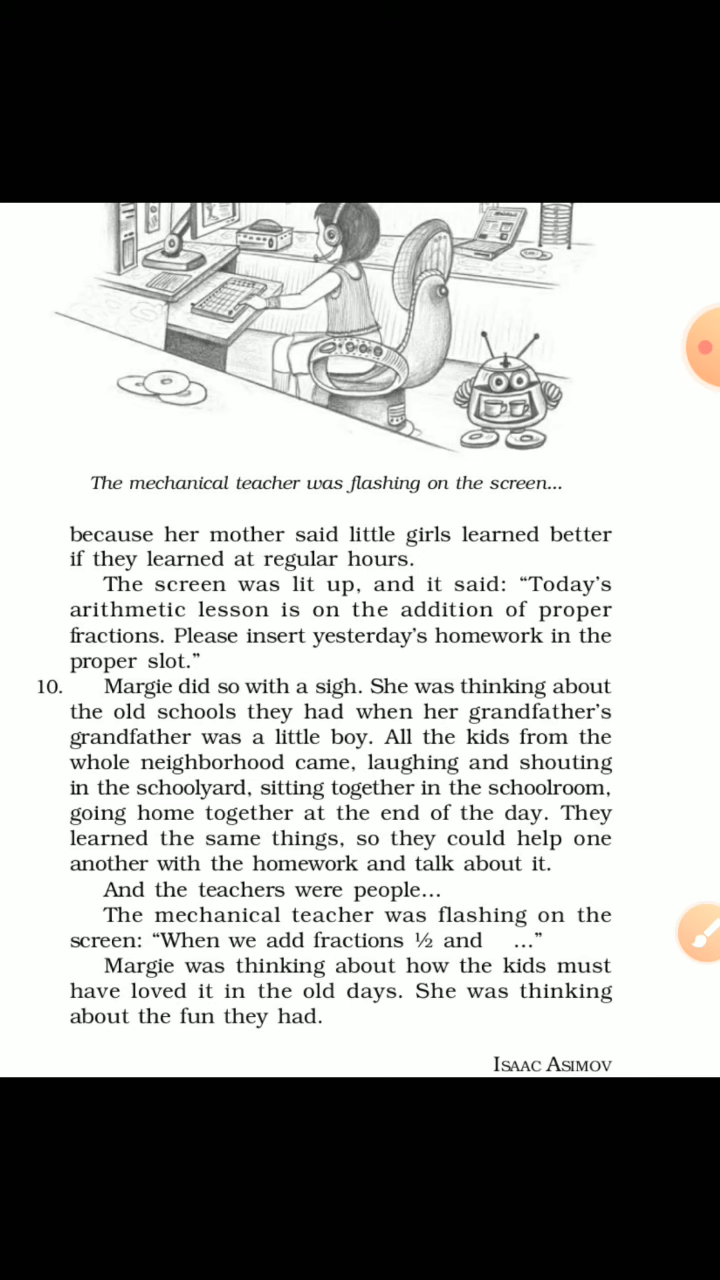 The mechanical teacher was flashing on the screen...
because her mother said little girls learned better
if they learned at regular hours.
The screen was lit up, and it said: “Today’s
arithmetic lesson is on the addition of proper
fractions. Please insert yesterday’s homework in the
proper slot.”
10. Margie did so with a sigh. She was thinking about
the old schools they had when her grandfather’s
grandfather was a little boy. All the kids from the
whole neighborhood came, laughing and shouting
in the schoolyard, sitting together in the schoolroom,
going home together at the end of the day. They
learned the same things, so they could help one
another with the homework and talk about it.
And the teachers were people...
The mechanical teacher was flashing on the
screen: “When we add fractions ½ and ...”
Margie was thinking about how the kids must
have loved it in the old days. She was thinking
about the fun they had.
ISAAC ASIMOV